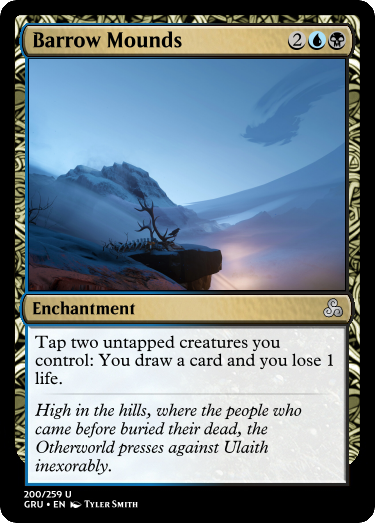 Barrow Mounds 2
Enchantment
Tap two untapped creatures you
control: You draw a card and you lose 1
life.
High in the hills, where the people who
came before buried their dead, the
Otherworld presses against Ulaith
inexorably.
200/259 U
GRU • EN Tyler Smith